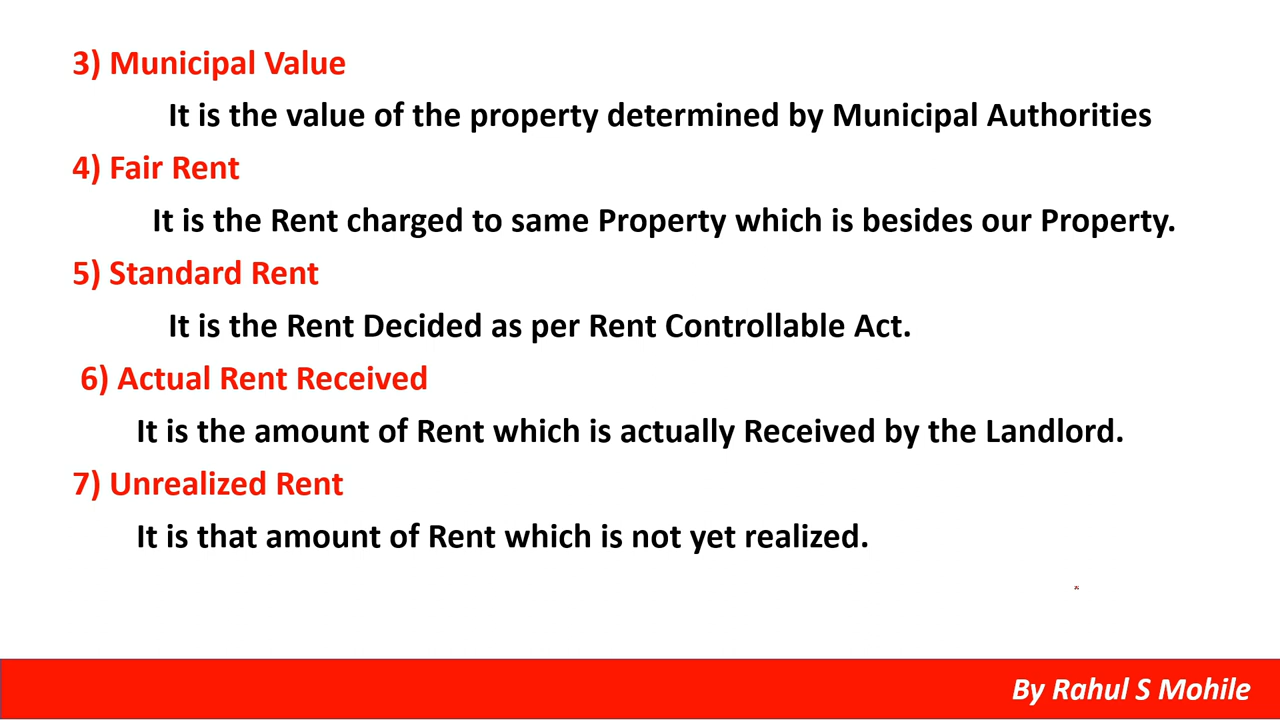 3) Municipal Value
It is the value of the property determined by Municipal Authorities
4) Fair Rent
It is the Rent charged to same Property which is besides our Property.
5) Standard Rent
It is the Rent Decided as per Rent Controllable Act.
6) Actual Rent Received
It is the amount of Rent which is actually Received by the Landlord.
7) Unrealized Rent
It is that amount of Rent which is not yet realized.
By Rahul S Mohile